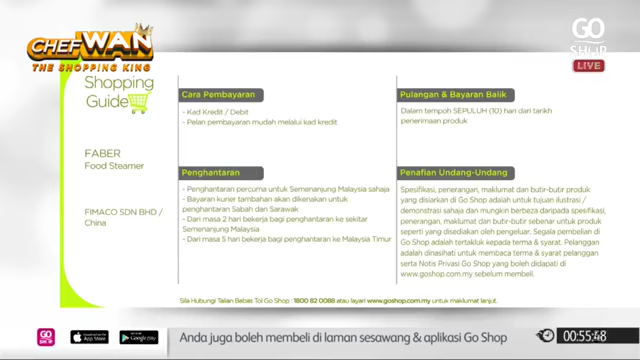 CHEF WAN
THE SHOPPING KING
GO
SHOP
LIVE
Shopping
Guide
FABER
Food Steamer
FIMACO SDN BHD /
China
Cara Pembayaran
- Kad Kredit / Debit
- Pelan pembayaran mudah melalui kad kredit
Pulangan & Bayaran Balik
Dalam tempoh SEPULUH (10) hari dari tarikh
penerimaan produk
Penghantaran
- Penghantaran percuma untuk Semenanjung Malaysia sahaja
- Bayaran kurier tambahan akan dikenakan untuk
penghantaran Sabah dan Sarawak
- Dari masa 2 hari bekerja bagi penghantaran ke sekitar
Semenanjung Malaysia
- Dari masa 5 hari bekerja bagi penghantaran ke Malaysia Timur
Penafian Undang-Undang
Spesifikasi, penerangan, maklumat dan butir-butir produk
yang disiarkan di Go Shop adalah untuk tujuan ilustrasi /
demonstrasi sahaja dan mungkin berbeza daripada spesifikasi,
penerangan, maklumat dan butir-butir sebenar untuk produk
seperti yang disediakan oleh pengeluar. Segala pembelian di
Go Shop adalah tertakluk kepada terma & syarat. Pelanggan
adalah dinasihati untuk membaca terma & syarat pelanggan
serta Notis Privasi Go Shop yang boleh didapati di
www.goshop.com.my sebelum membeli.
Sila Hubungi Talian Bebas Tol Go Shop : 1800 82 0088 atau layari www.goshop.com.my untuk maklumat lanjut.
GO
SHOP
App Store
Google Play
Anda juga boleh membeli di laman sesawang & aplikasi Go Shop
00:55:48